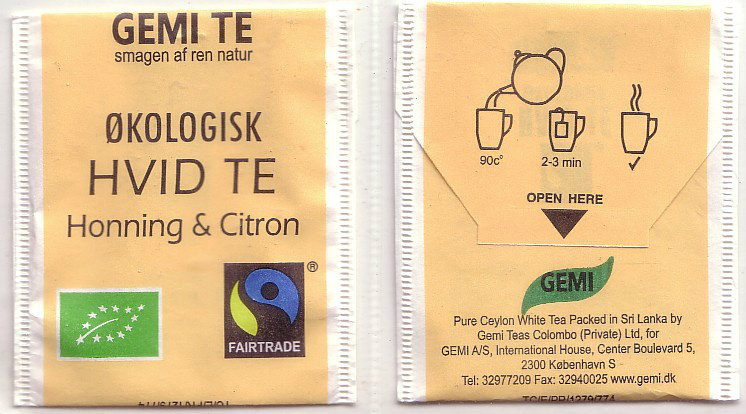 GEMI TE
smagen af ren natur
ØKOLOGISK
HVID TE
Honning & Citron
®
FAIRTRADE
90c°
2-3 min
OPEN HERE
GEMI
Pure Ceylon White Tea Packed in Sri Lanka by
Gemi Teas Colombo (Private) Ltd, for
GEMI A/S, International House, Center Boulevard 5,
2300 København S
Tel: 32977209 Fax: 32940025 www.gemi.dk